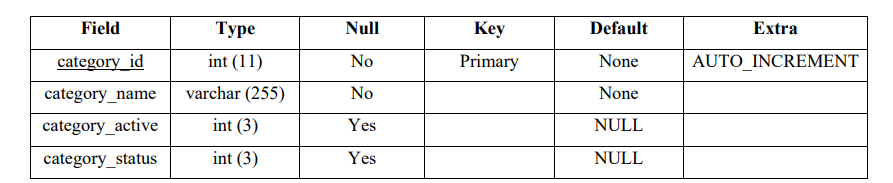 Field Type Null Key Default Extra
category_id int (11) No Primary None AUTO_INCREMENT
category_name varchar (255) No None
category_active int (3) Yes NULL
category_status int (3) Yes NULL